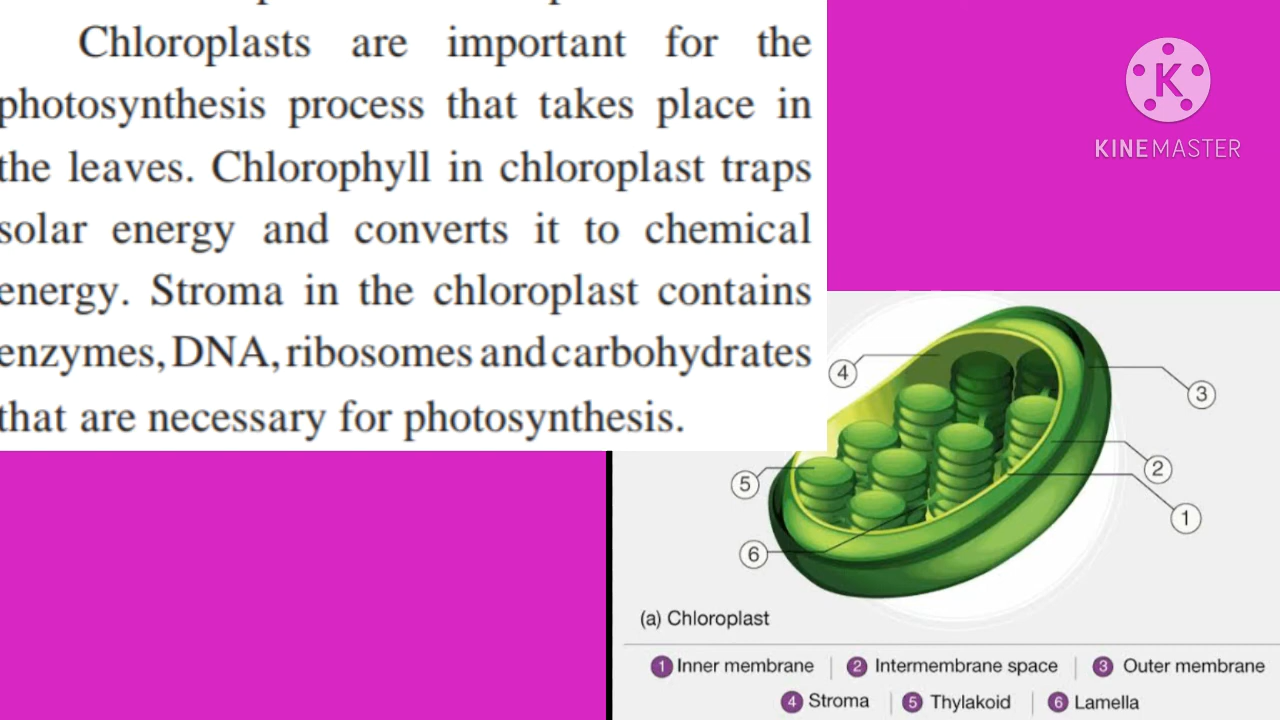 Chloroplasts are important for the
photosynthesis process that takes place in
the leaves. Chlorophyll in chloroplast traps
solar energy and converts it to chemical
energy. Stroma in the chloroplast contains
enzymes, DNA, ribosomes and carbohydrates
that are necessary for photosynthesis.
K
KINEMASTER
4
3
5
2
1
6
(a) Chloroplast
1 Inner membrane | 2 Intermembrane space | 3 Outer membrane
4 Stroma | 5 Thylakoid | 6 Lamella